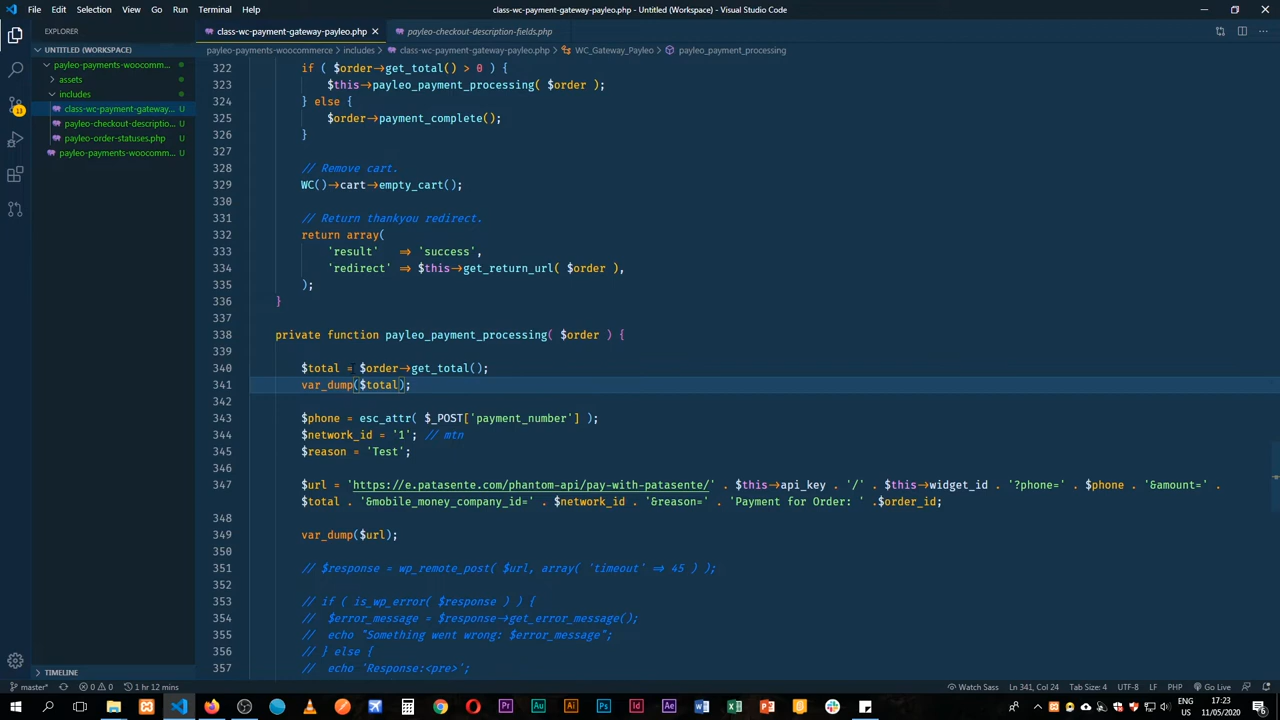 File Edit Selection View Go Run Terminal Help
class-wc-payment-gateway-payleo.php - Untitled (Workspace) - Visual Studio Code
EXPLORER
class-wc-payment-gateway-payleo.php
payleo-checkout-description-fields.php
UNTITLED (WORKSPACE)
payleo-payments-woocommerce > includes > class-wc-payment-gateway-payleo.php > WC_Gateway_Payleo > payleo_payment_processing
payleo-payments-woocomm...
assets
includes
class-wc-payment-gateway... U
payleo-checkout-descriptio... U
payleo-order-statuses.php U
payleo-payments-woocomm... U
13
322 if ( $order->get_total() > 0 ) {
323 $this->payleo_payment_processing( $order );
324 } else {
325 $order->payment_complete();
326 }
327
328 // Remove cart.
329 WC()->cart->empty_cart();
330
331 // Return thankyou redirect.
332 return array(
333 'result' => 'success',
334 'redirect' => $this->get_return_url( $order ),
335 );
336 }
337
338 private function payleo_payment_processing( $order ) {
339
340 $total = $order->get_total();
341 var_dump($total);
342
343 $phone = esc_attr( $_POST['payment_number'] );
344 $network_id = '1'; // mtn
345 $reason = 'Test';
346
347 $url = 'https://e.patasente.com/phantom-api/pay-with-patasente/' . $this->api_key . '/' . $this->widget_id . '?phone=' . $phone . '&amount=' .
$total . '&mobile_money_company_id=' . $network_id . '&reason=' . 'Payment for Order: ' .$order_id;
348
349 var_dump($url);
350
351 // $response = wp_remote_post( $url, array( 'timeout' => 45 ) );
352
353 // if ( is_wp_error( $response ) ) {
354 // $error_message = $response->get_error_message();
355 // echo "Something went wrong: $error_message";
356 // } else {
357 // echo 'Response:<pre>';
TIMELINE
master* 0 0 1 hr 12 mins
Watch Sass Ln 341, Col 24 Tab Size: 4 UTF-8 LF PHP Go Live
ENG
US
17:23
11/05/2020